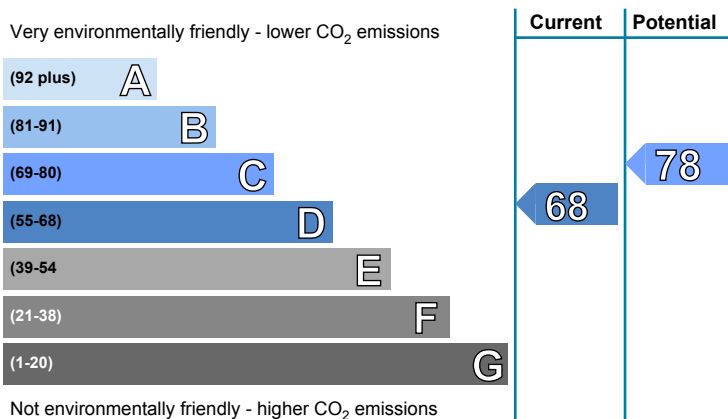 Very environmentally friendly - lower CO₂ emissions
Current
Potential
(92 plus) A
(81-91) B
(69-80) C
(55-68) D
(39-54 E
(21-38) F
(1-20) G
78
68
Not environmentally friendly - higher CO₂ emissions